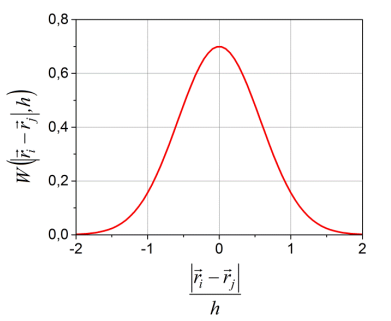 0,8
0,6
0,4
0,2
0,0
W(|r⃗ᵢ − r⃗ⱼ|, h)
-2 -1 0 1 2
|r⃗ᵢ − r⃗ⱼ|
h